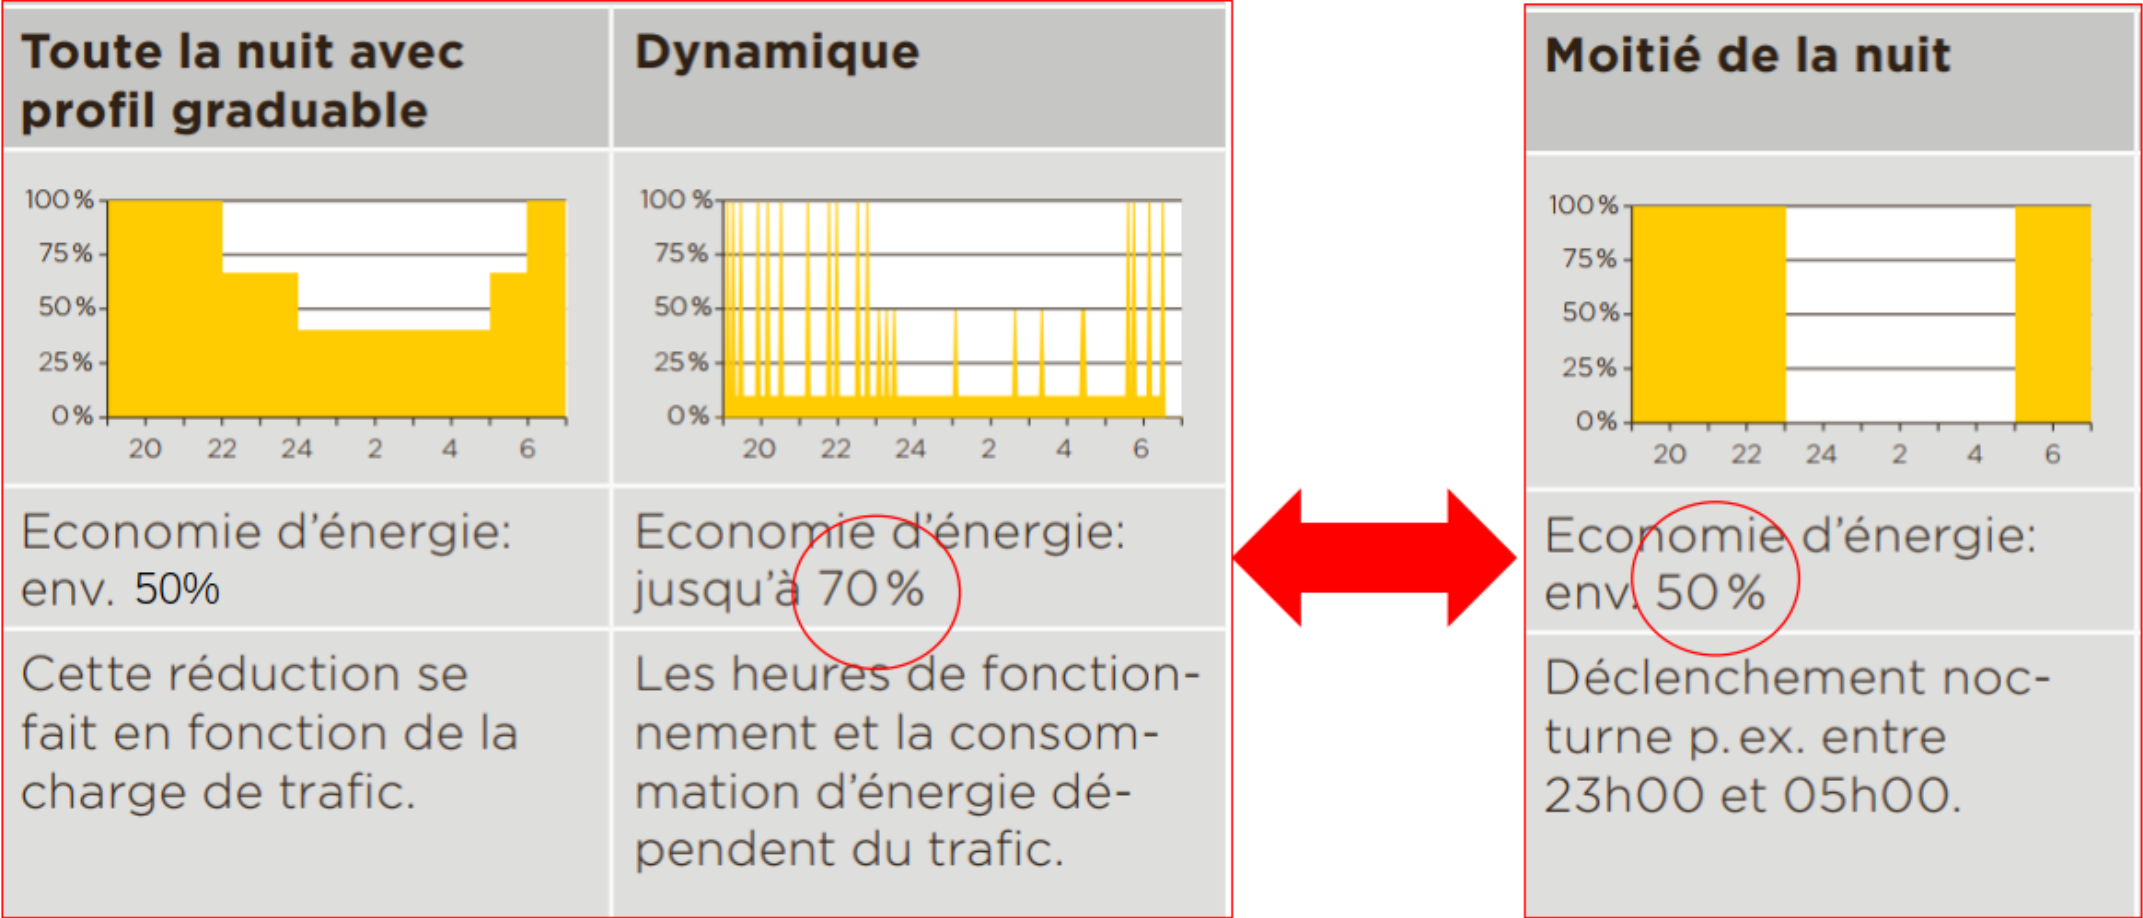 Toute la nuit avec
profil graduable
100 %
75 %
50 %
25 %
0 %
20 22 24 2 4 6
Economie d'énergie:
env. 50%
Cette réduction se
fait en fonction de la
charge de trafic.
Dynamique
100 %
75 %
50 %
25 %
0 %
20 22 24 2 4 6
Economie d'énergie:
jusqu'à 70 %
Les heures de fonction-
nement et la consom-
mation d'énergie dé-
pendent du trafic.
Moitié de la nuit
100 %
75 %
50 %
25 %
0 %
20 22 24 2 4 6
Economie d'énergie:
env. 50 %
Déclenchement noc-
turne p. ex. entre
23h00 et 05h00.